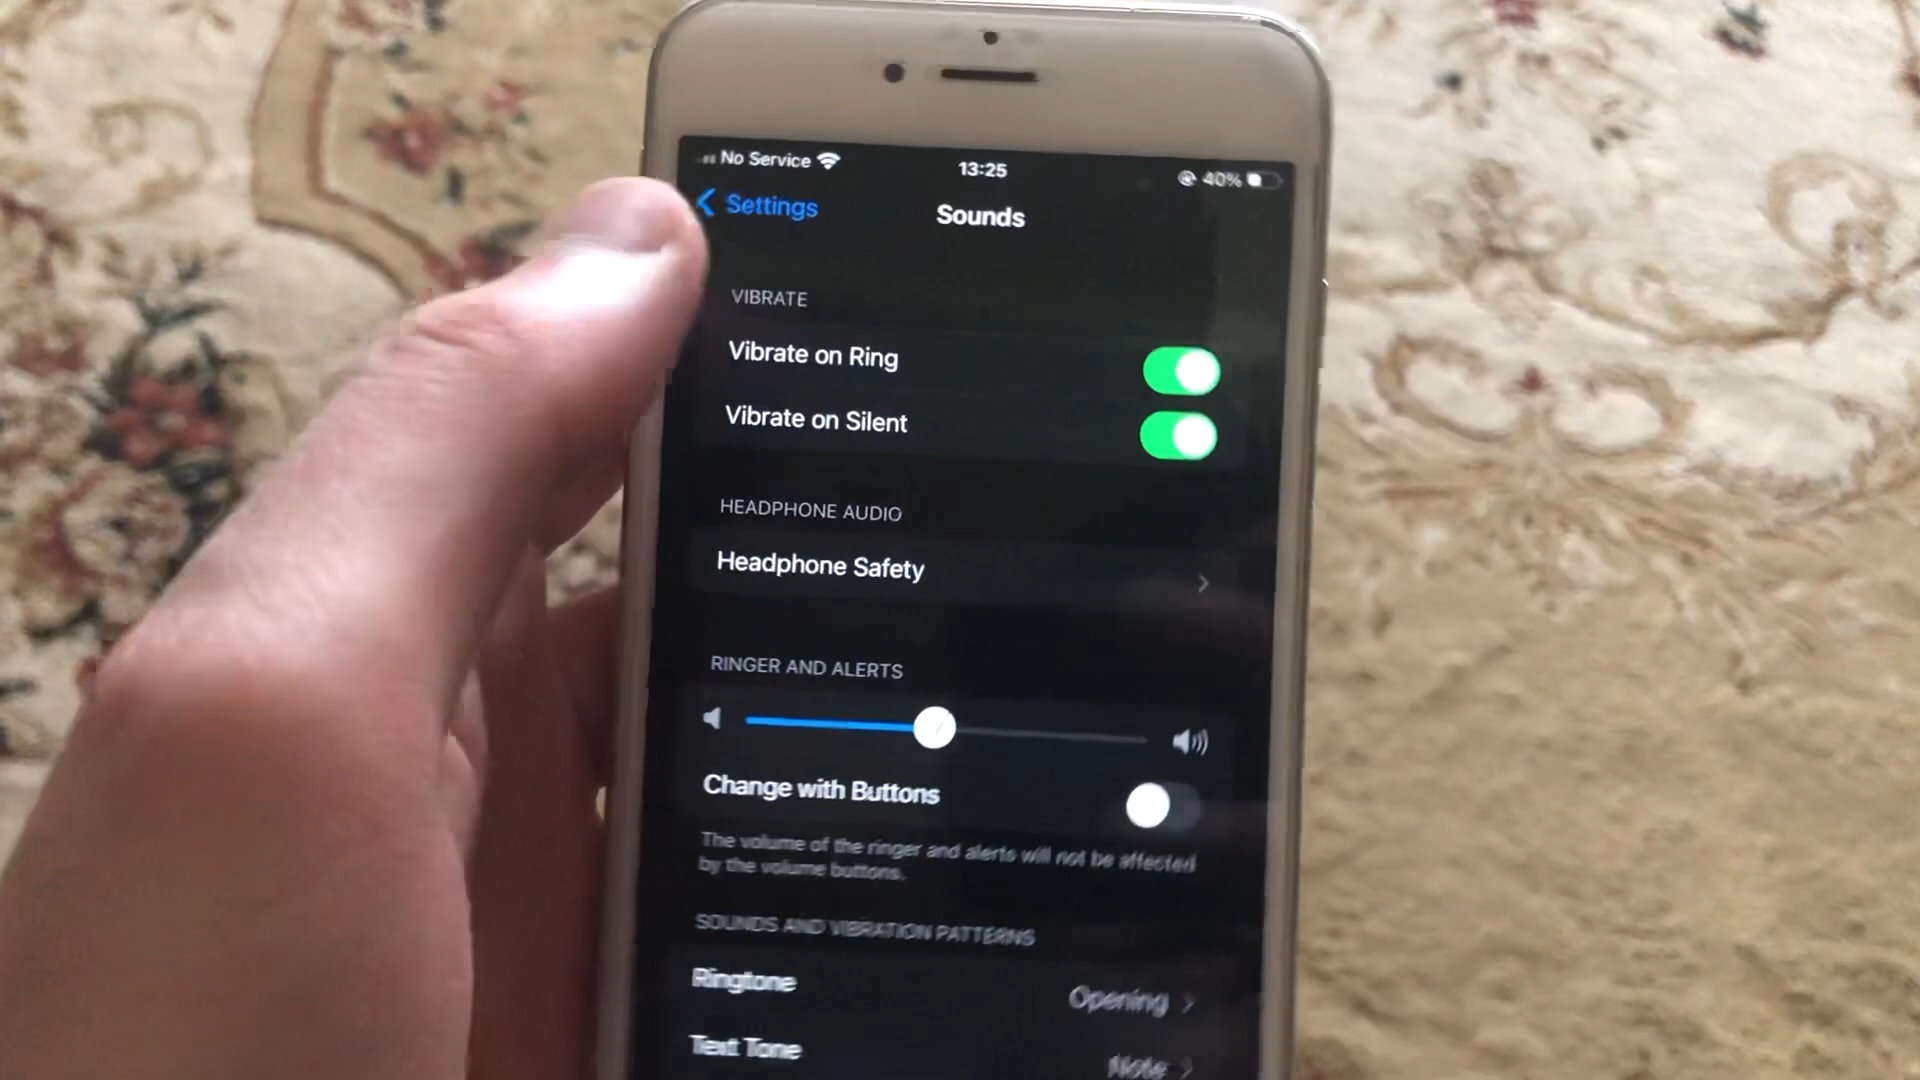 No Service
13:25
40%
Settings
Sounds
VIBRATE
Vibrate on Ring
Vibrate on Silent
HEADPHONE AUDIO
Headphone Safety
RINGER AND ALERTS
Change with Buttons
The volume of the ringer and alerts will not be affected
by the volume buttons.
SOUNDS AND VIBRATION PATTERNS
Ringtone
Opening
Text Tone
Note